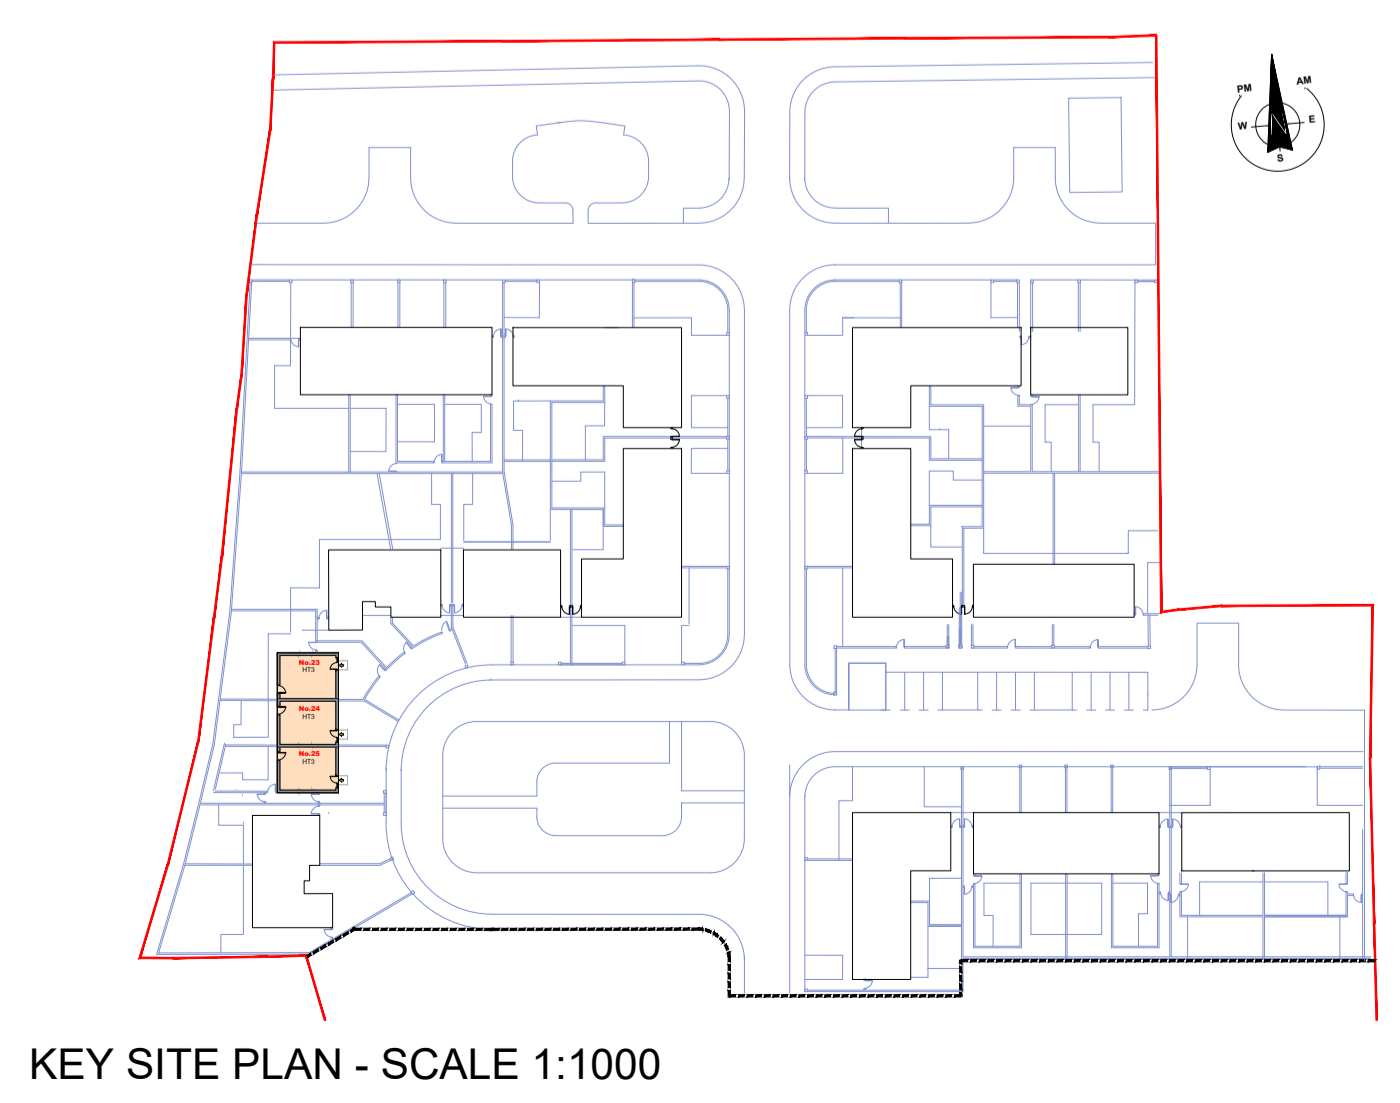 PM AM
W N E
S
No.23
HT3
No.24
HT3
No.25
HT3
KEY SITE PLAN - SCALE 1:1000